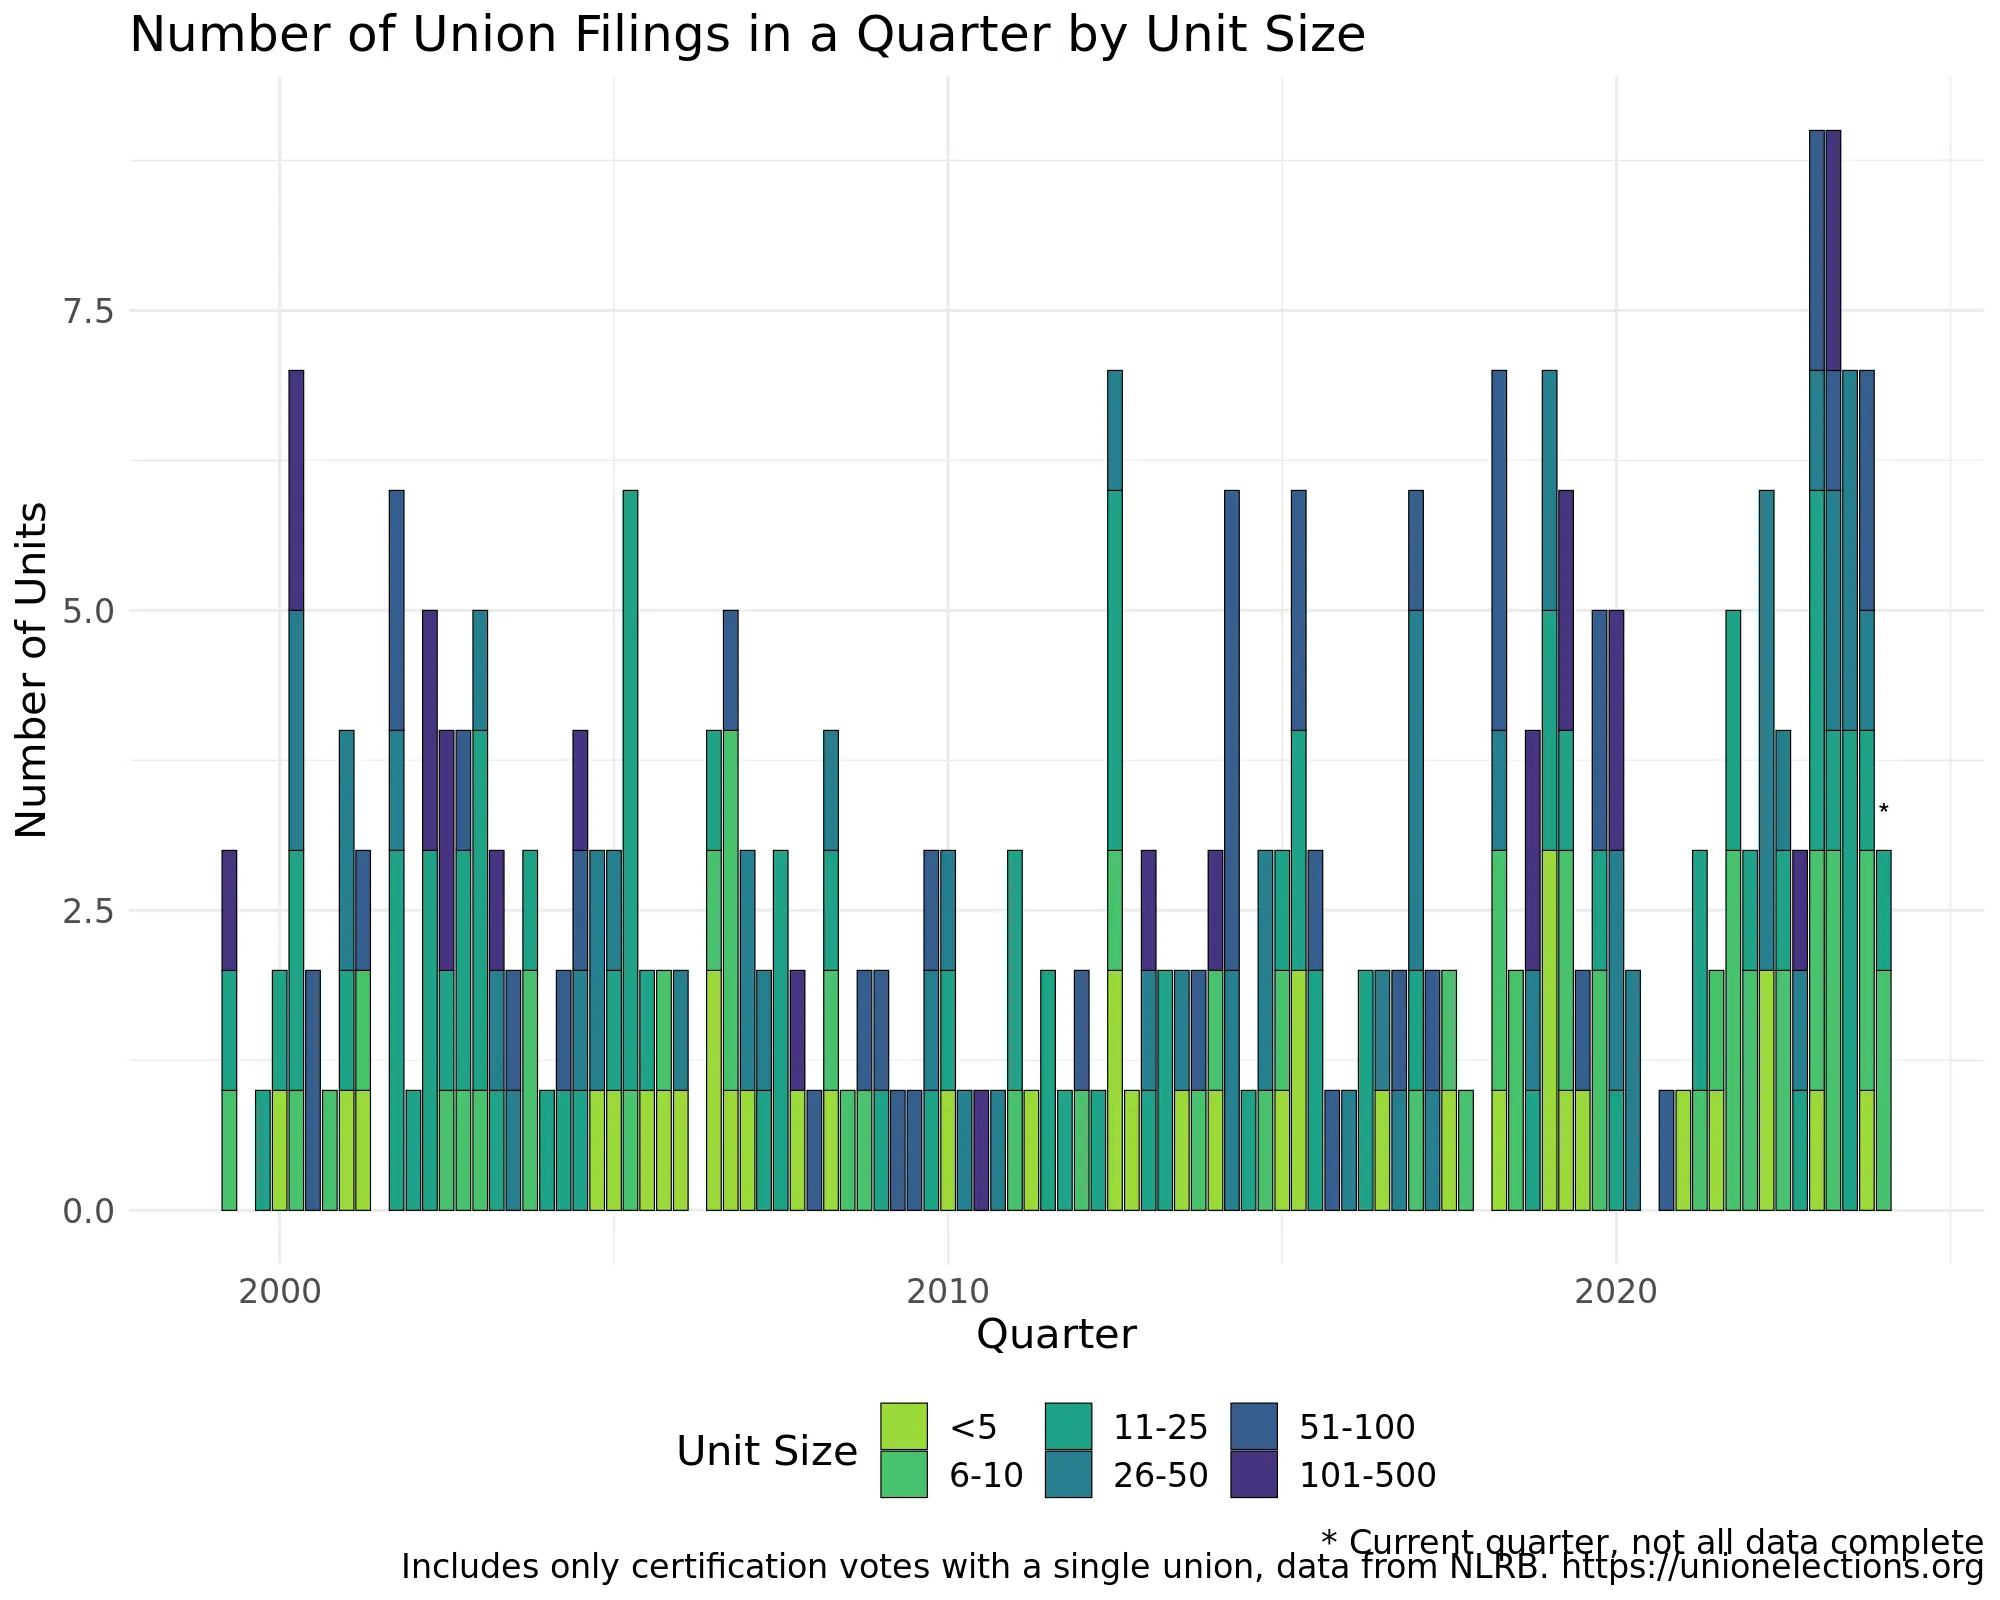 Number of Union Filings in a Quarter by Unit Size
Number of Units
7.5
5.0
2.5
0.0
*
2000 2010 2020
Quarter
Unit Size
<5 11-25 51-100
6-10 26-50 101-500
* Current quarter, not all data complete
Includes only certification votes with a single union, data from NLRB. https://unionelections.org